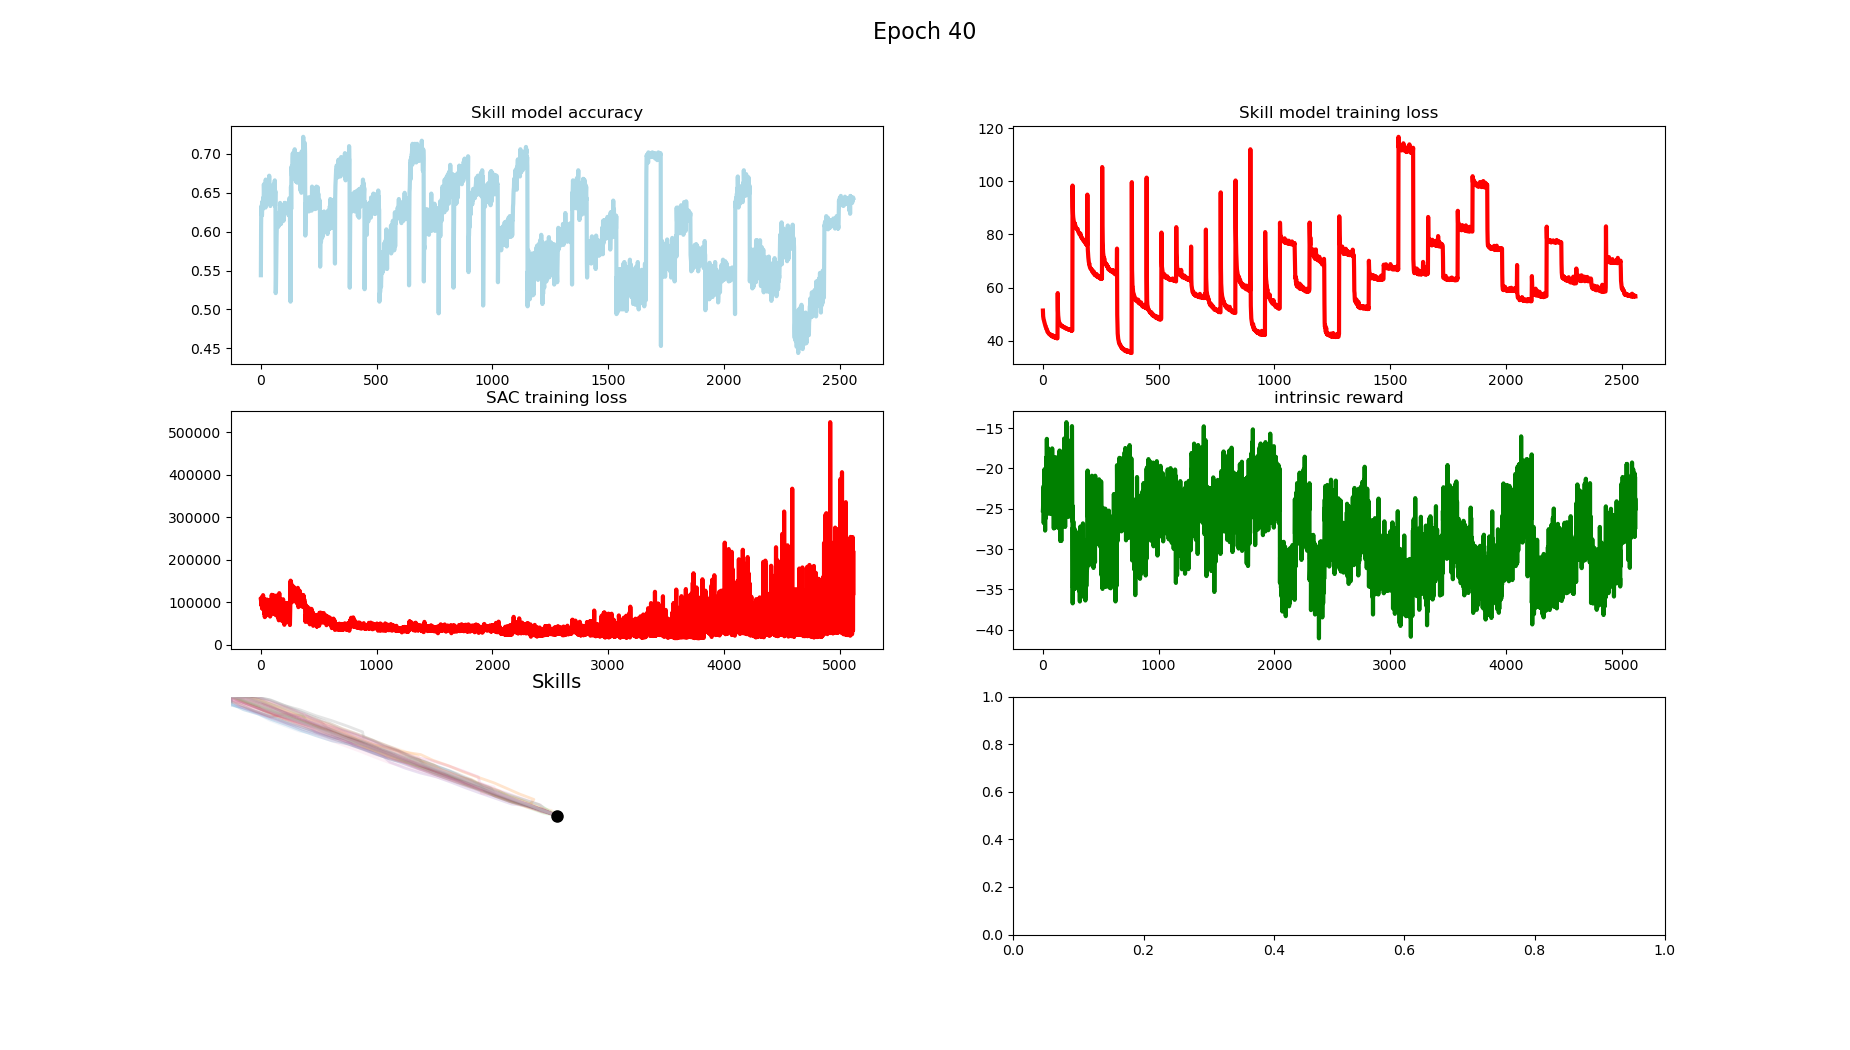 Epoch 40
Skill model accuracy
0.70
0.65
0.60
0.55
0.50
0.45
0 500 1000 1500 2000 2500
Skill model training loss
120
100
80
60
40
0 500 1000 1500 2000 2500
SAC training loss
500000
400000
300000
200000
100000
0
0 1000 2000 3000 4000 5000
intrinsic reward
−15
−20
−25
−30
−35
−40
0 1000 2000 3000 4000 5000
Skills
1.0
0.8
0.6
0.4
0.2
0.0
0.0 0.2 0.4 0.6 0.8 1.0